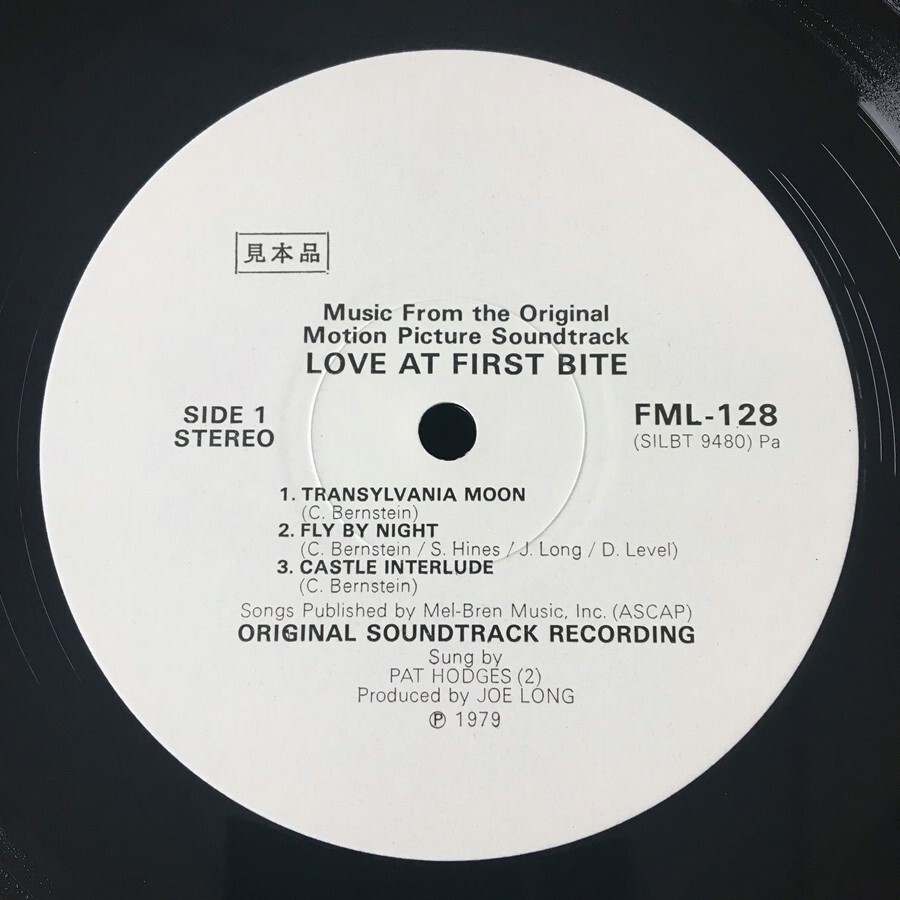 見本品
Music From the Original
Motion Picture Soundtrack
LOVE AT FIRST BITE
SIDE 1
STEREO
FML-128
(SILBT 9480) Pa
1. TRANSYLVANIA MOON
(C. Bernstein)
2. FLY BY NIGHT
(C. Bernstein / S. Hines / J. Long / D. Level)
3. CASTLE INTERLUDE
(C. Bernstein)
Songs Published by Mel-Bren Music, Inc. (ASCAP)
ORIGINAL SOUNDTRACK RECORDING
Sung by
PAT HODGES (2)
Produced by JOE LONG
℗ 1979